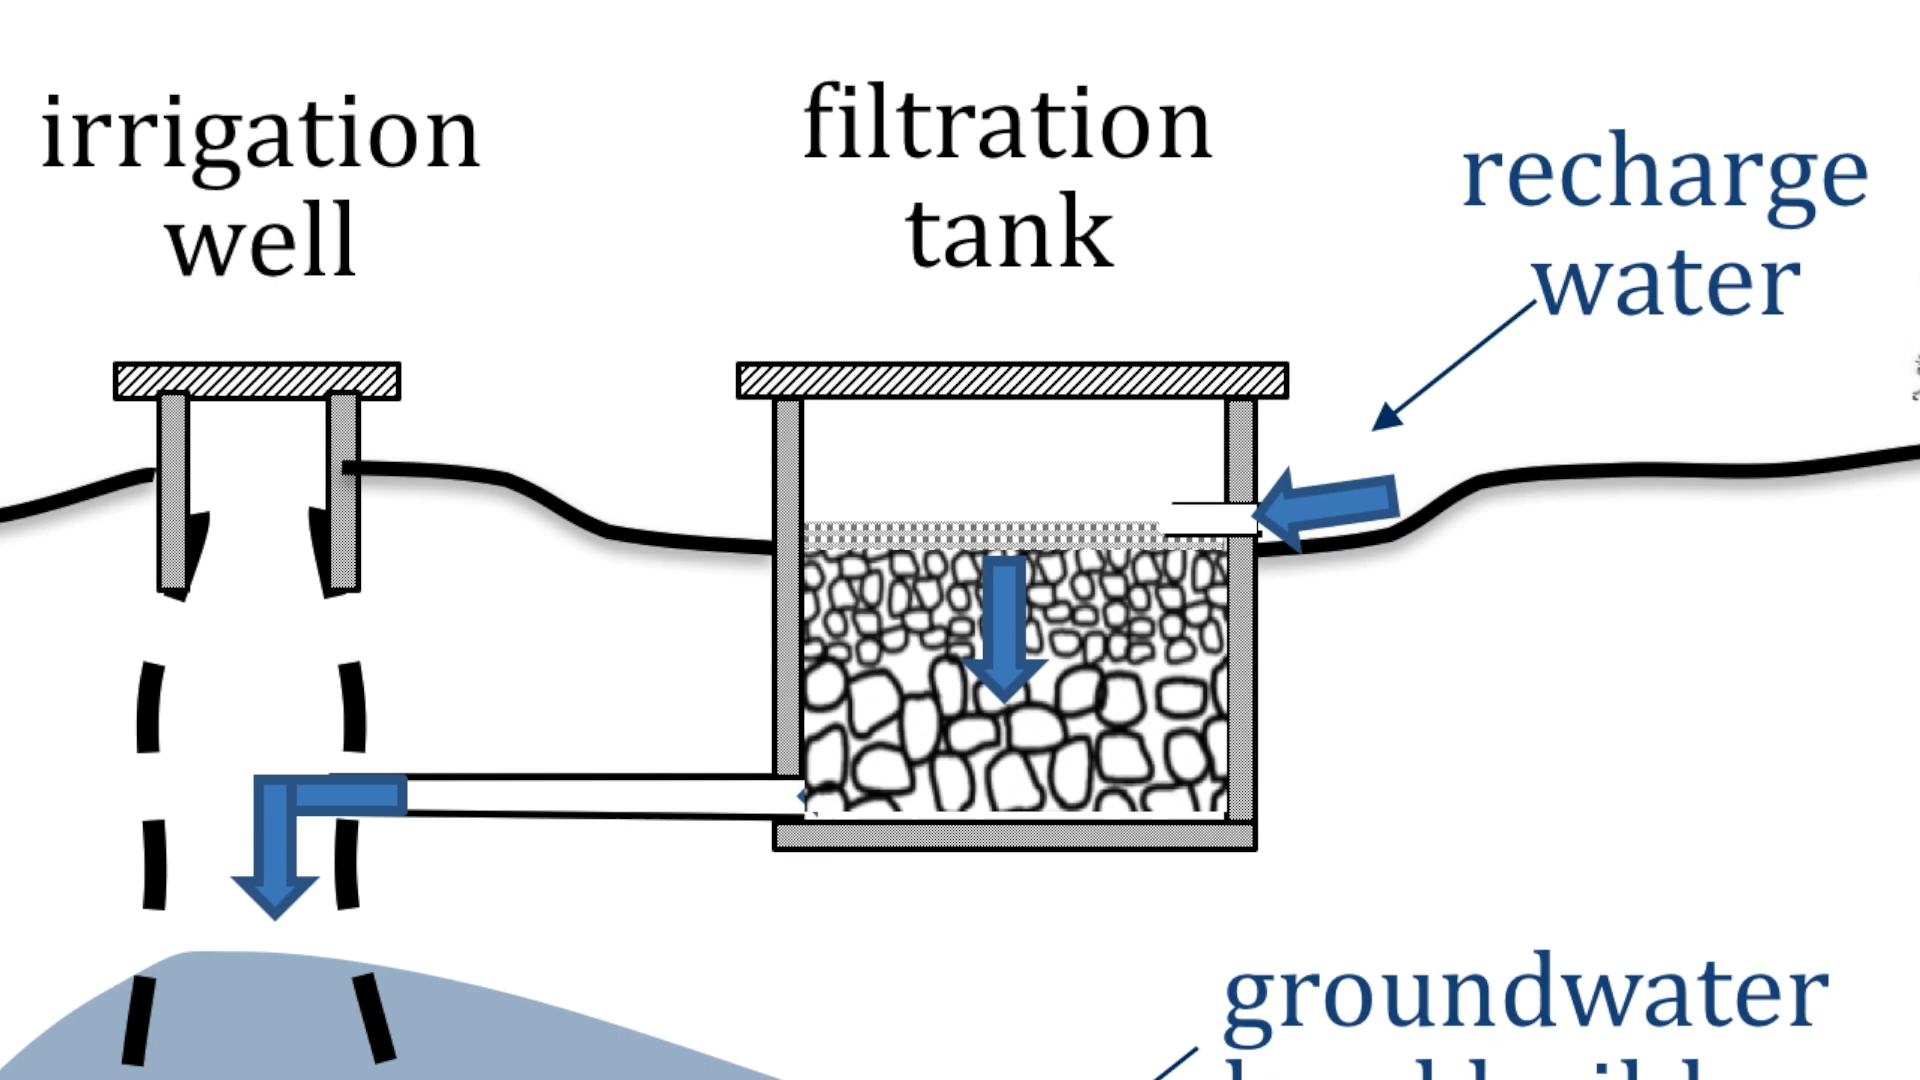 irrigation
well
filtration
tank
recharge
water
groundwater